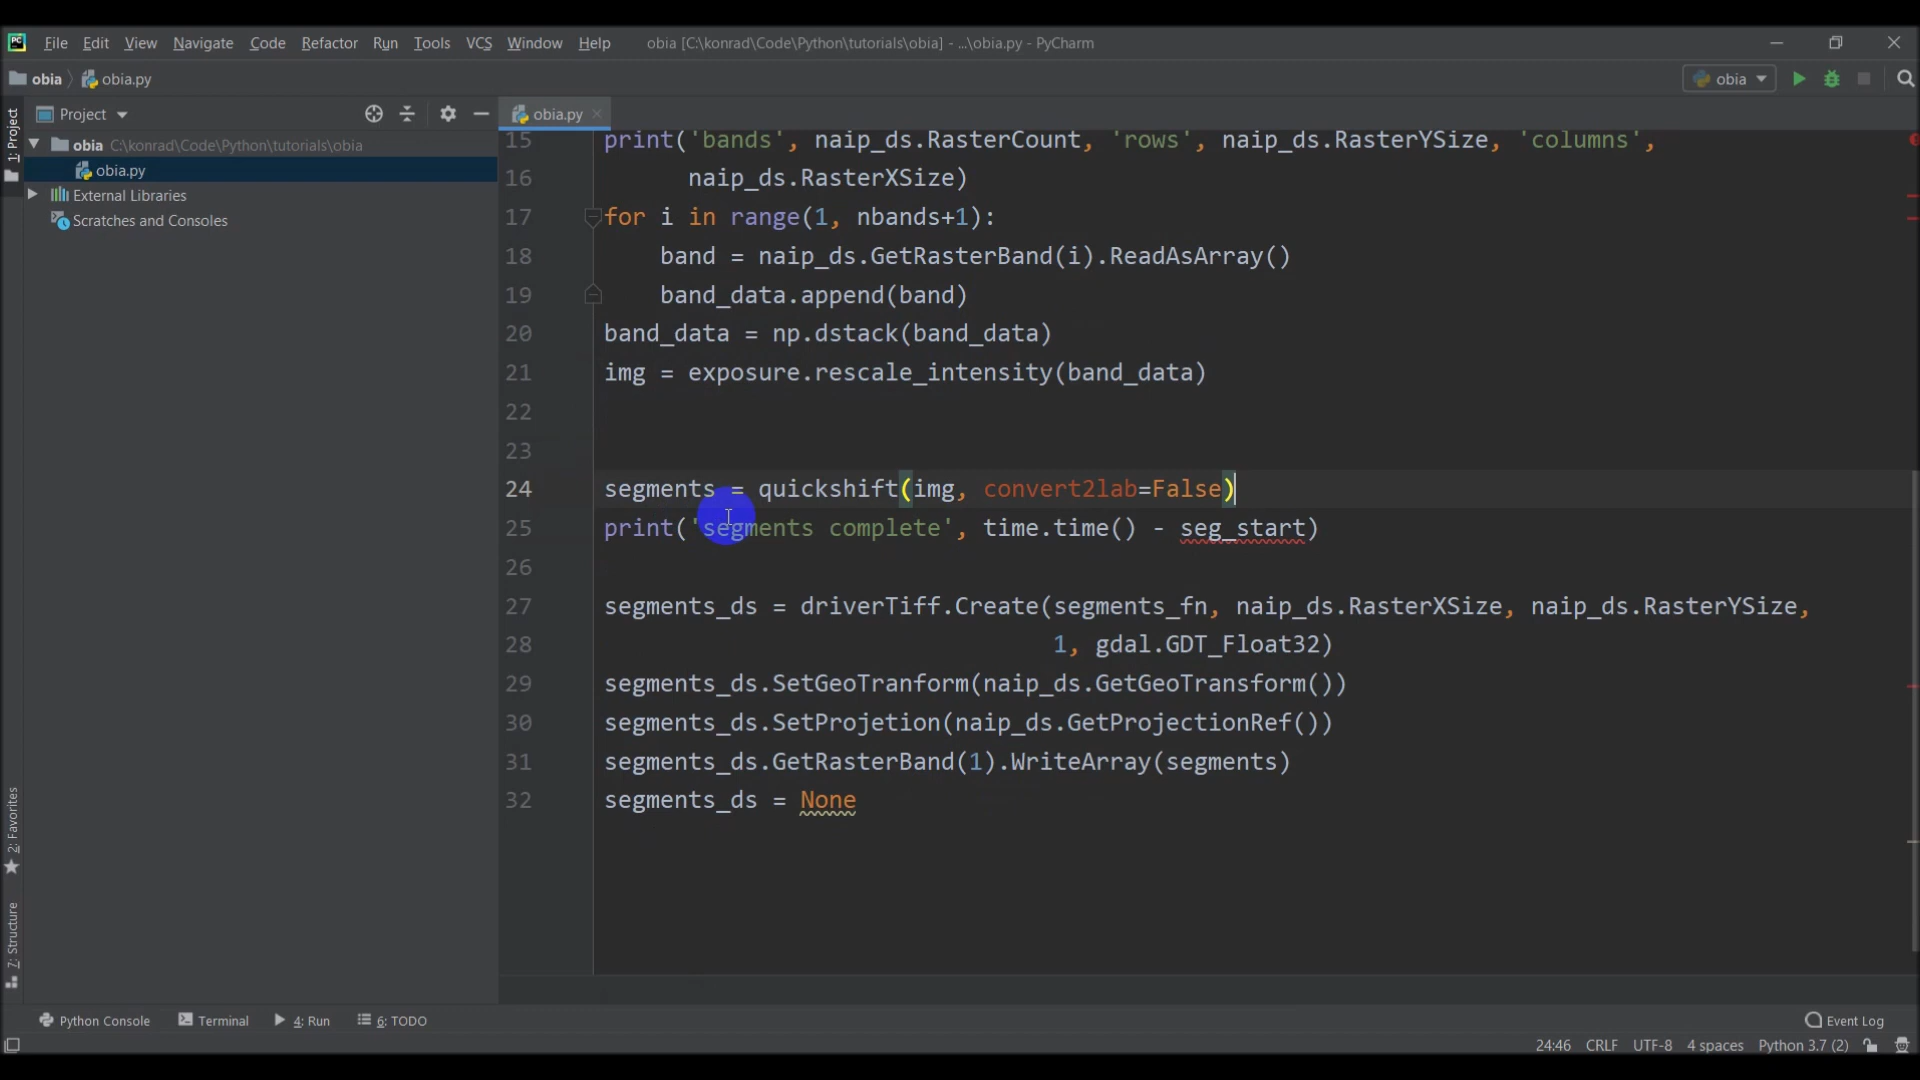 PC File Edit View Navigate Code Refactor Run Tools VCS Window Help obia [C:\konrad\Code\Python\tutorials\obia] - ...\obia.py - PyCharm
obia obia.py obia
Project obia.py
1: Project
obia C:\konrad\Code\Python\tutorials\obia
obia.py
External Libraries
Scratches and Consoles
15 print('bands', naip_ds.RasterCount, 'rows', naip_ds.RasterYSize, 'columns',
16 naip_ds.RasterXSize)
17 for i in range(1, nbands+1):
18 band = naip_ds.GetRasterBand(i).ReadAsArray()
19 band_data.append(band)
20 band_data = np.dstack(band_data)
21 img = exposure.rescale_intensity(band_data)
22
23
24 segments = quickshift(img, convert2lab=False)
25 print('segments complete', time.time() - seg_start)
26
27 segments_ds = driverTiff.Create(segments_fn, naip_ds.RasterXSize, naip_ds.RasterYSize,
28 1, gdal.GDT_Float32)
29 segments_ds.SetGeoTranform(naip_ds.GetGeoTransform())
30 segments_ds.SetProjetion(naip_ds.GetProjectionRef())
31 segments_ds.GetRasterBand(1).WriteArray(segments)
32 segments_ds = None
2: Favorites
Z: Structure
Python Console Terminal 4: Run 6: TODO Event Log
24:46 CRLF UTF-8 4 spaces Python 3.7 (2)